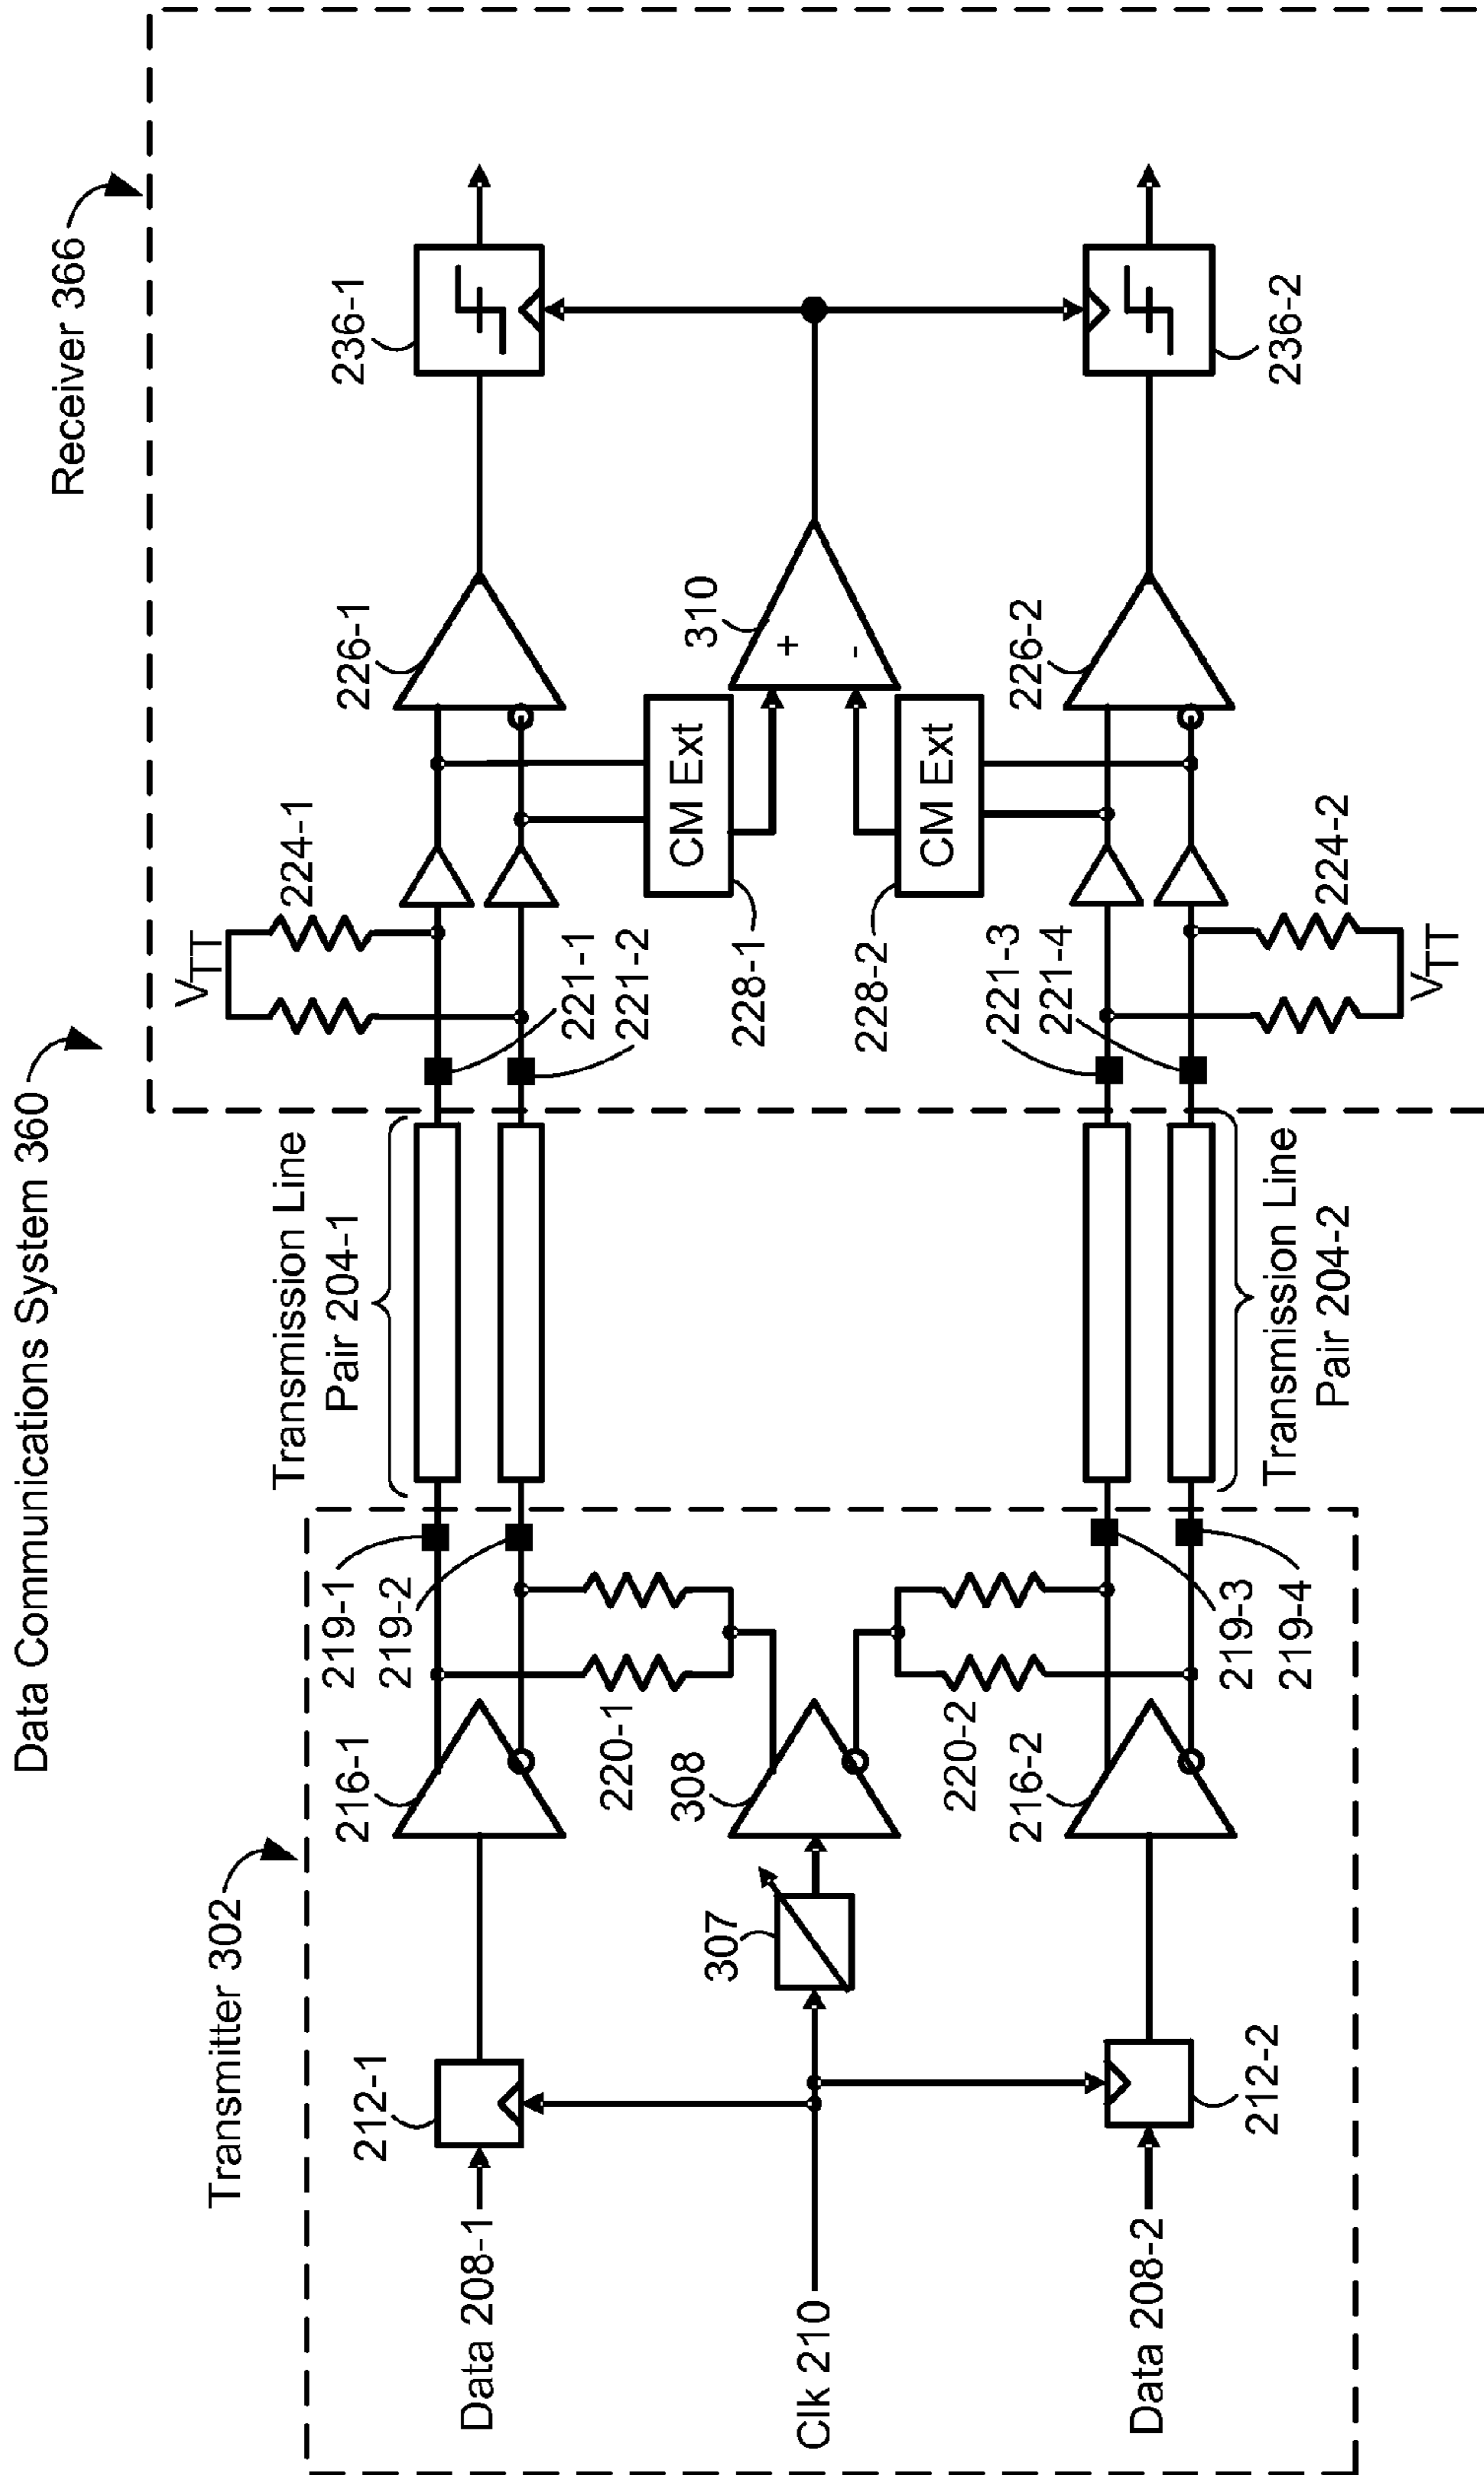 Data Communications System 360
Transmitter 302
Receiver 366
Data 208-1
212-1
216-1
219-1
219-2
Transmission Line
Pair 204-1
V TT
224-1
221-1
221-2
226-1
236-1
220-1
Clk 210
307
308
228-1
CM Ext
310
+
-
CM Ext
228-2
220-2
Data 208-2
212-2
216-2
219-3
219-4
Transmission Line
Pair 204-2
221-3
221-4
224-2
V TT
226-2
236-2